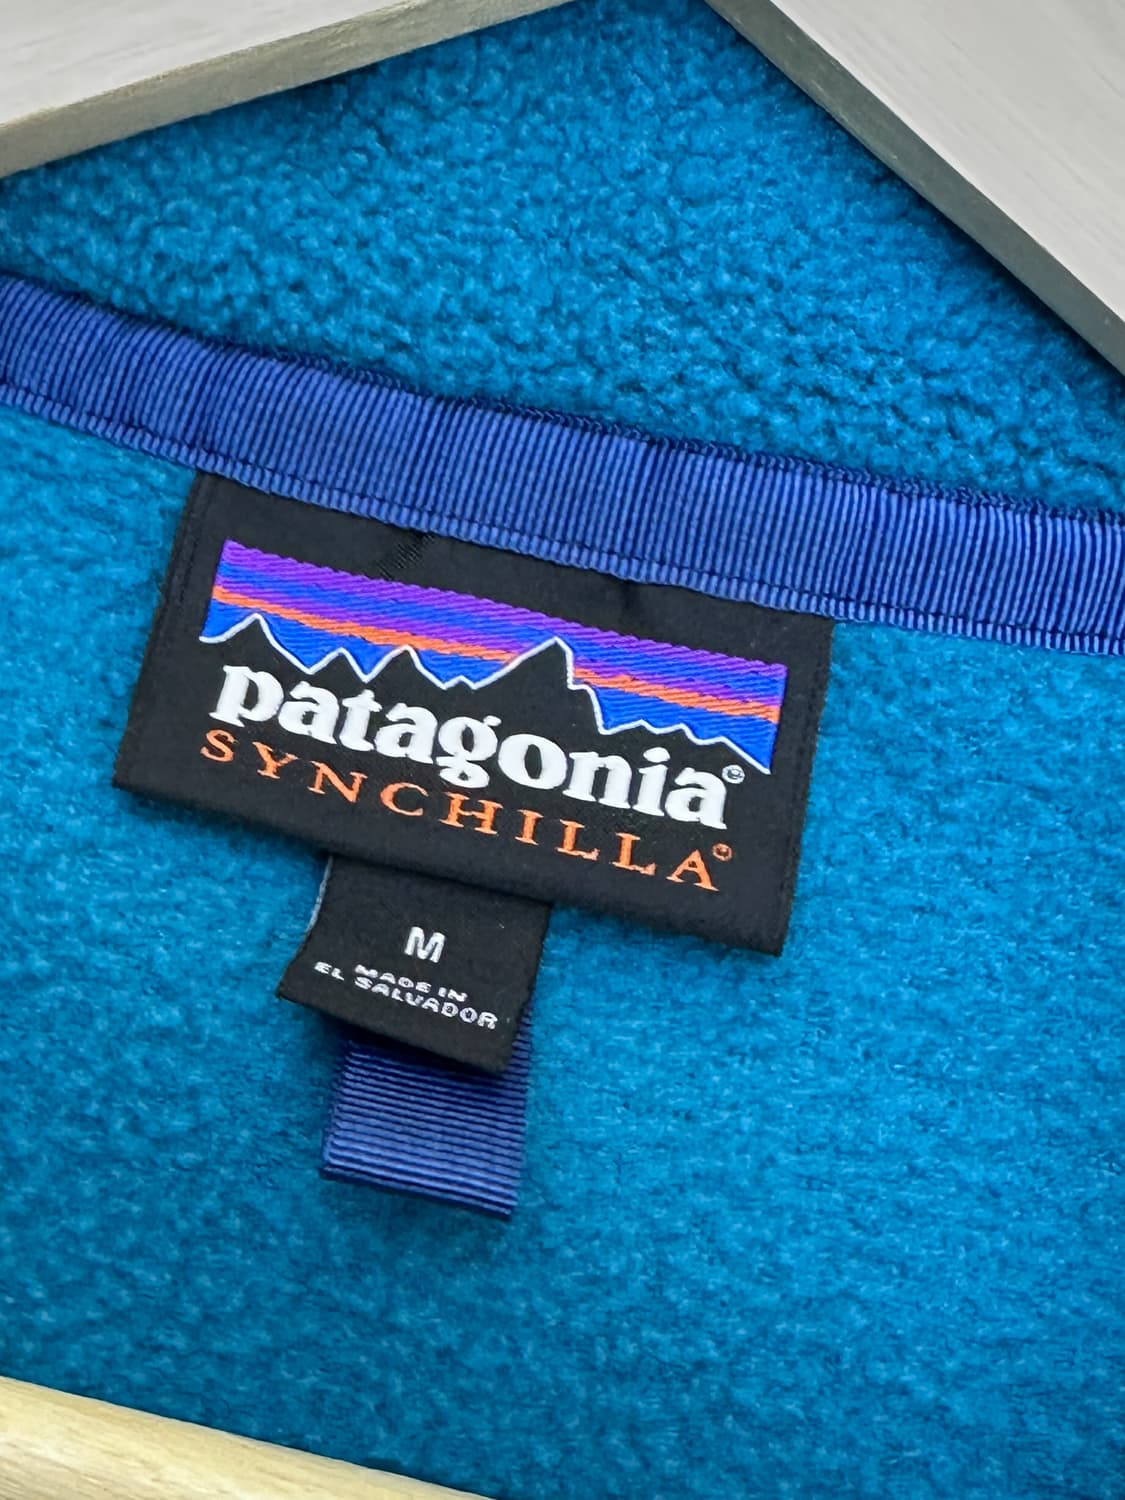 patagonia®
SYNCHILLA®
M
MADE IN
EL SALVADOR